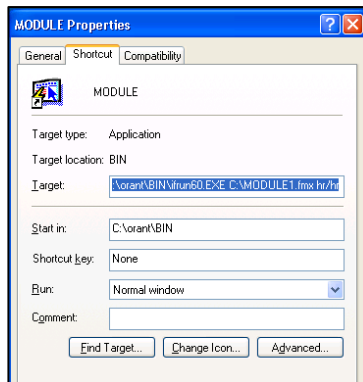 MODULE Properties
General Shortcut Compatibility
MODULE
Target type: Application
Target location: BIN
Target: :\orant\BIN\ifrun60.EXE C:\MODULE1.fmx hr/hr
Start in: C:\orant\BIN
Shortcut key: None
Run: Normal window
Comment:
Find Target... Change Icon... Advanced...